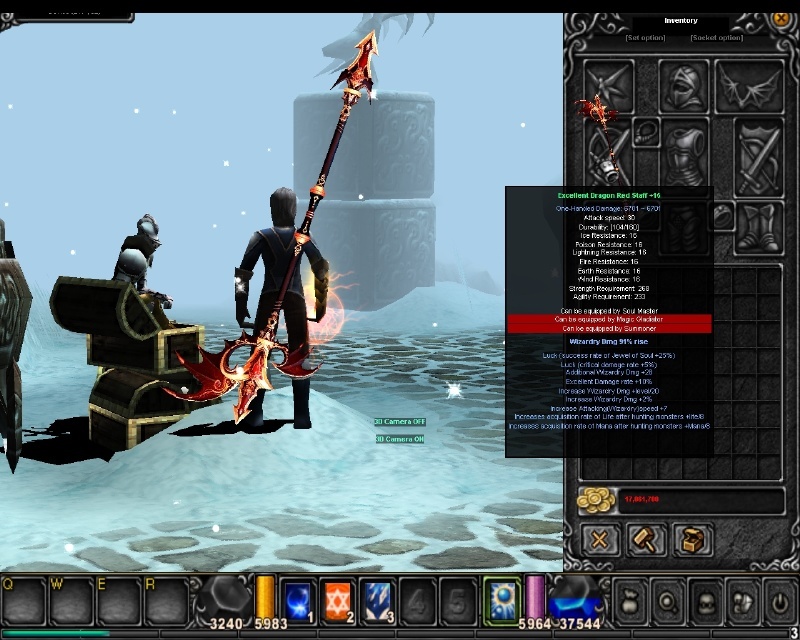 Inventory
[Set option] [Socket option]
Excellent Dragon Red Staff +16
One-Handed Damage: 6701 ~ 6701
Attack speed: 30
Durability: [104/160]
Ice Resistance: 16
Poison Resistance: 16
Lightning Resistance: 16
Fire Resistance: 16
Earth Resistance: 16
Wind Resistance: 16
Strength Requirement: 268
Agility Requirement: 233
Can be equipped by Soul Master
Can be equipped by Magic Gladiator
Can be equipped by Summoner
Wizardry Dmg 91% rise
Luck (success rate of Jewel of Soul +25%)
Luck (critical damage rate +5%)
Additional Wizardry Dmg +28
Excellent Damage rate +10%
Increase Wizardry Dmg +level/20
Increase Wizardry Dmg +2%
Increase Attacking(Wizardry)speed +7
Increases acquisition rate of Life after hunting monsters +life/8
Increases acquisition rate of Mana after hunting monsters +Mana/8
3D Camera OFF
3D Camera ON
Q W E R
1 2 3 4 5
3240 5983 5964 37544
3